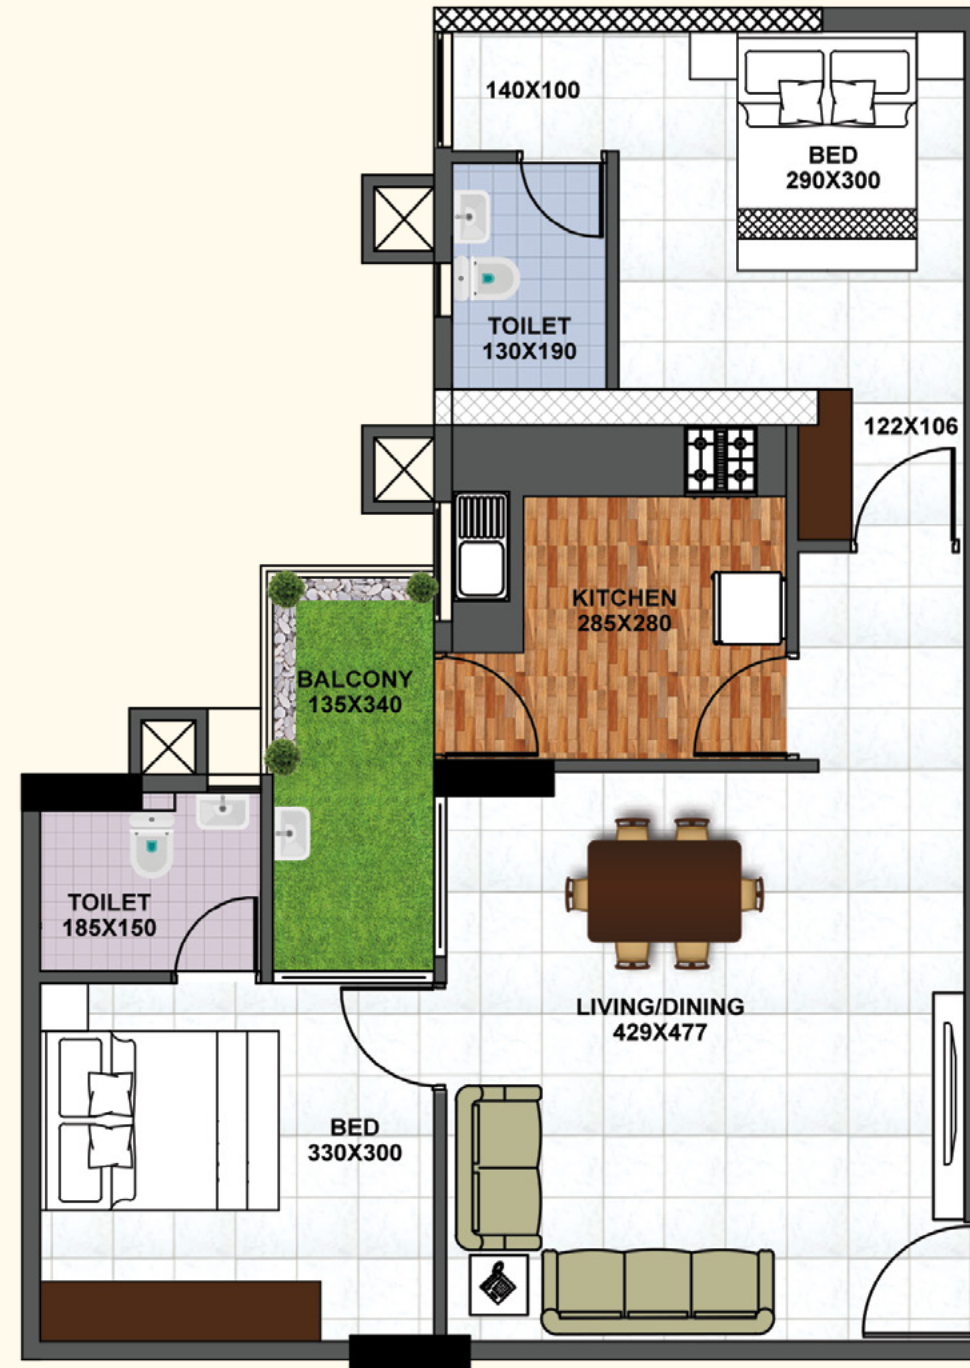 140X100
BED
290X300
TOILET
130X190
122X106
KITCHEN
285X280
BALCONY
135X340
TOILET
185X150
LIVING/DINING
429X477
BED
330X300